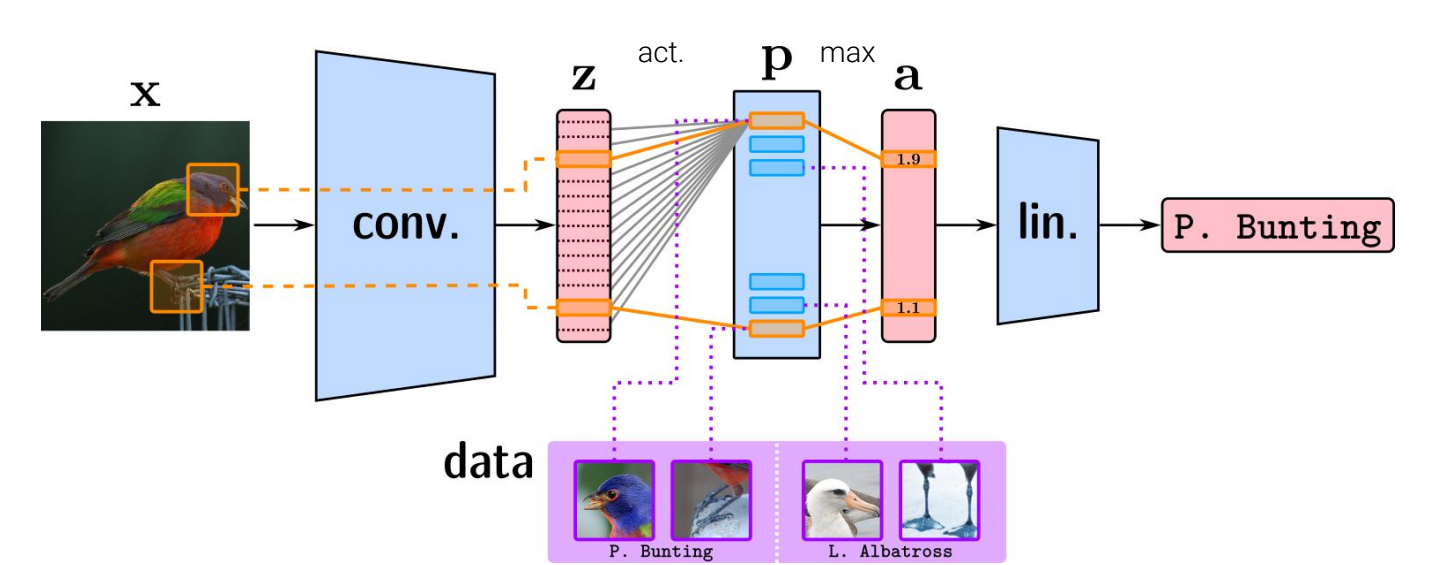 x
conv.
z
act.
p
max
a
1.9
1.1
lin.
P. Bunting
data
P. Bunting
L. Albatross